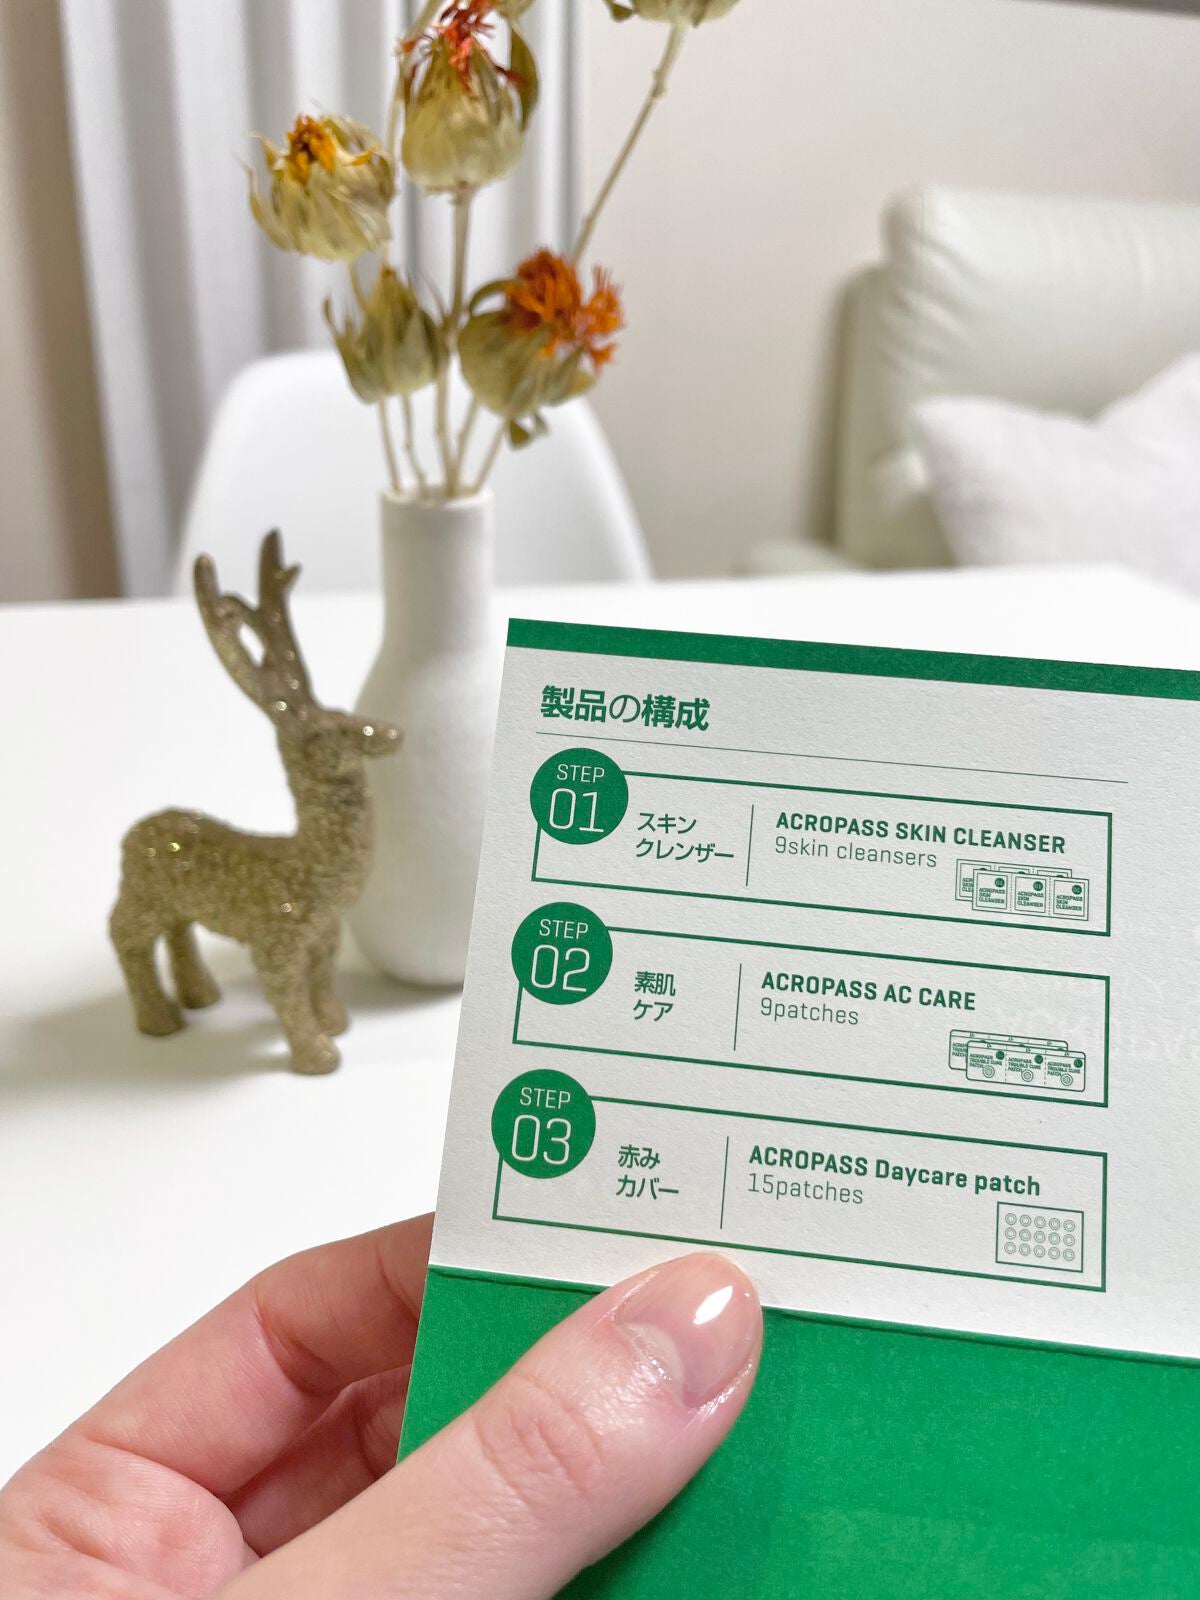 製品の構成
STEP
01
スキン
クレンザー
ACROPASS SKIN CLEANSER
9skin cleansers
STEP
02
素肌
ケア
ACROPASS AC CARE
9patches
STEP
03
赤み
カバー
ACROPASS Daycare patch
15patches